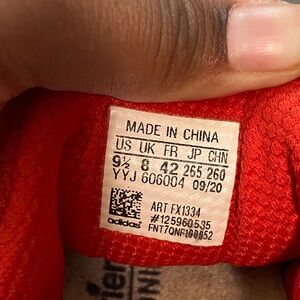 MADE IN CHINA
US UK FR JP CHN
9½ 8 42 265 260
YYJ 606004 09/20
ART FX1334
#125960535
adidas